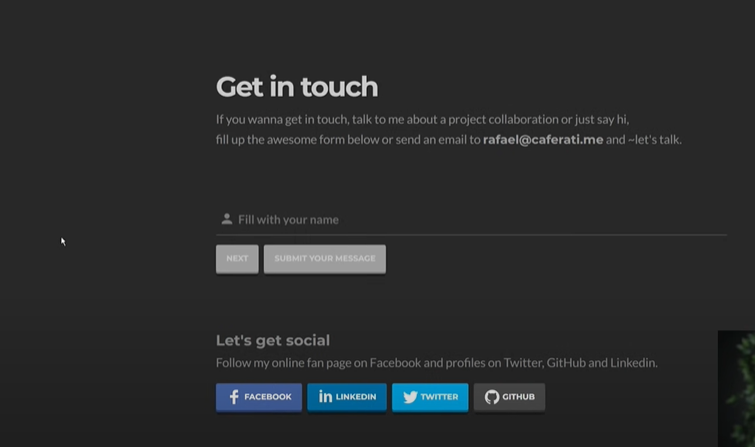 Get in touch
If you wanna get in touch, talk to me about a project collaboration or just say hi,
fill up the awesome form below or send an email to rafael@caferati.me and ~let's talk.
Fill with your name
NEXT SUBMIT YOUR MESSAGE
Let's get social
Follow my online fan page on Facebook and profiles on Twitter, GitHub and Linkedin.
FACEBOOK LINKEDIN TWITTER GITHUB